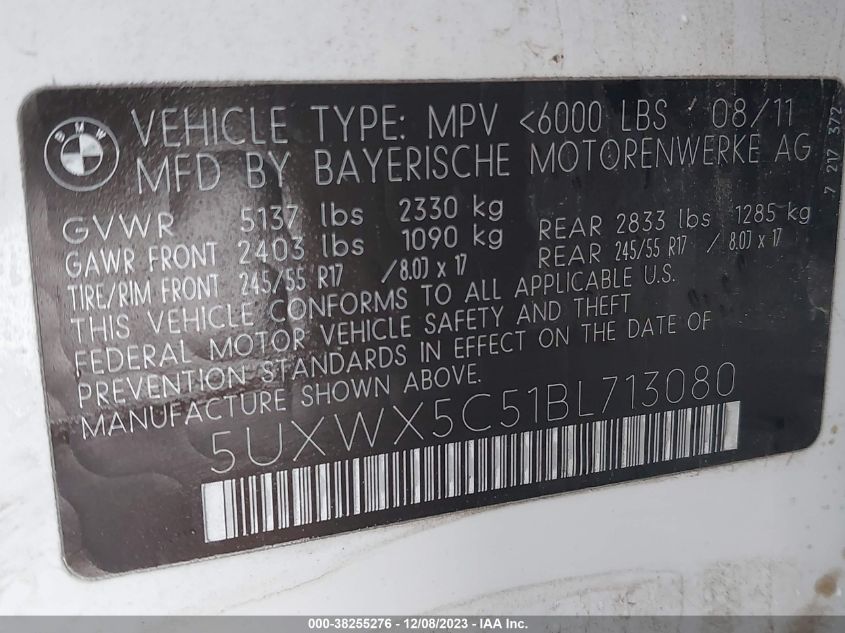 BMW
VEHICLE TYPE: MPV <6000 LBS / 08/11
MFD BY BAYERISCHE MOTORENWERKE AG
GVWR 5137 lbs 2330 kg
GAWR FRONT 2403 lbs 1090 kg REAR 2833 lbs 1285 kg
TIRE/RIM FRONT 245/55 R17 /8.0J x 17 REAR 245/55 R17 / 8.0J x 17
THIS VEHICLE CONFORMS TO ALL APPLICABLE U.S.
FEDERAL MOTOR VEHICLE SAFETY AND THEFT
PREVENTION STANDARDS IN EFFECT ON THE DATE OF
MANUFACTURE SHOWN ABOVE.
5UXWX5C51BL713080
7 217 372
000-38255276 - 12/08/2023 - © IAA Inc.